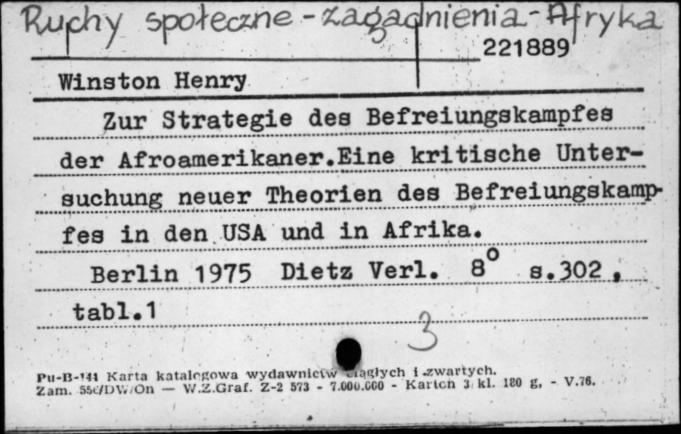 Ruchy społeczne - zagadnienia - Afryka
221889
Winston Henry
Zur Strategie des Befreiungskampfes
der Afroamerikaner.Eine kritische Unter-
suchung neuer Theorien des Befreiungskamp-
fes in den USA und in Afrika.
Berlin 1975 Dietz Verl. 8° s.302,
tabl.1
3
Pu-B-141 Karta katalogowa wydawnictw ciągłych i zwartych.
Zam. /DW/On — W.Z.Graf. Z-2 573 - 7.000.000 - Karton 3 kl. 180 g, - V.76.